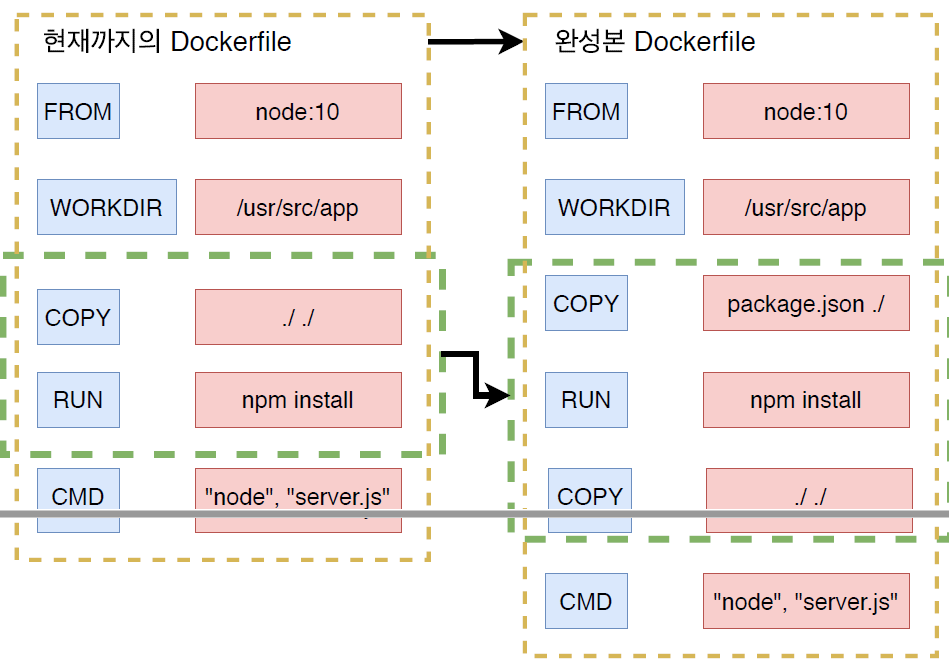 현재까지의 Dockerfile
FROM node:10
WORKDIR /usr/src/app
COPY ./ ./
RUN npm install
CMD "node", "server.js"
완성본 Dockerfile
FROM node:10
WORKDIR /usr/src/app
COPY package.json ./
RUN npm install
COPY ./ ./
CMD "node", "server.js"